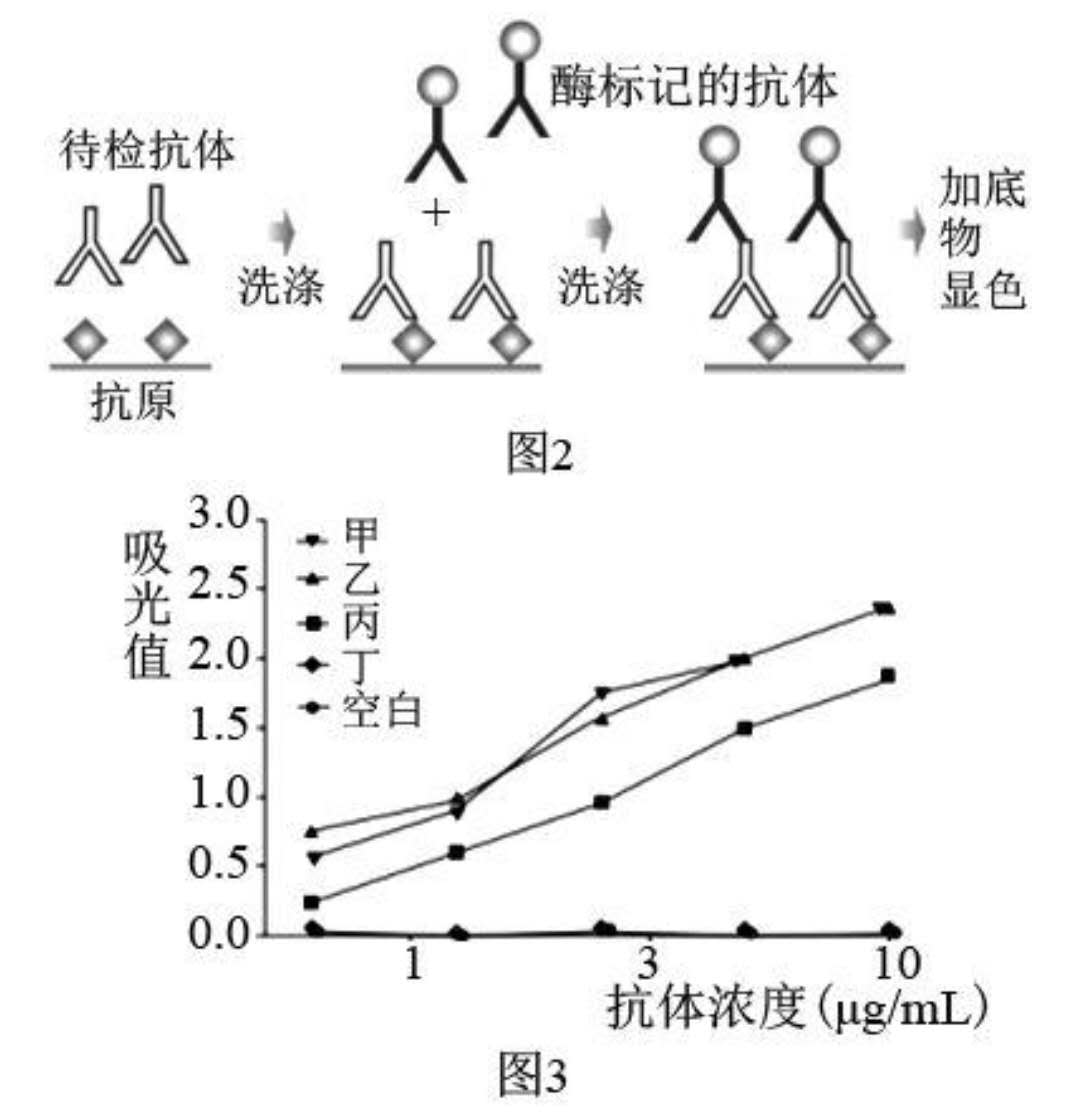 酶标记的抗体
待检抗体
+
加底
物
显色
洗涤
洗涤
抗原
图2
吸
光
值
3.0
2.5
2.0
1.5
1.0
0.5
0.0
甲
乙
丙
丁
空白
1
3
10
抗体浓度(μg/mL)
图3